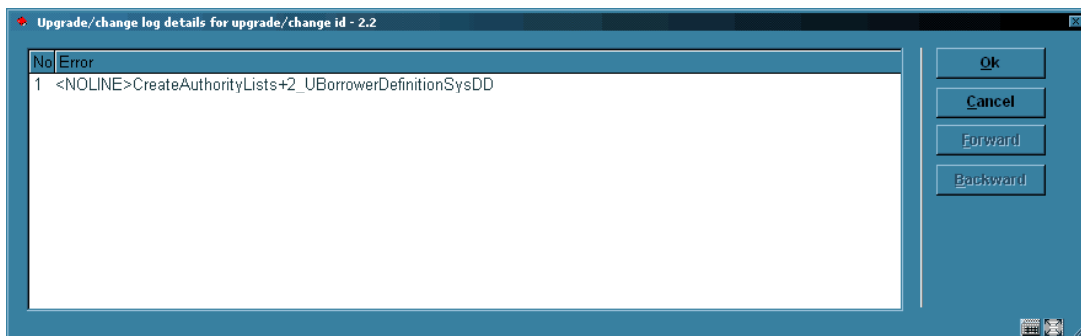 Upgrade/change log details for upgrade/change id - 2.2
No Error
1 <NOLINE>CreateAuthorityLists+2_UBorrowerDefinitionSysDD
Ok
Cancel
Forward
Backward